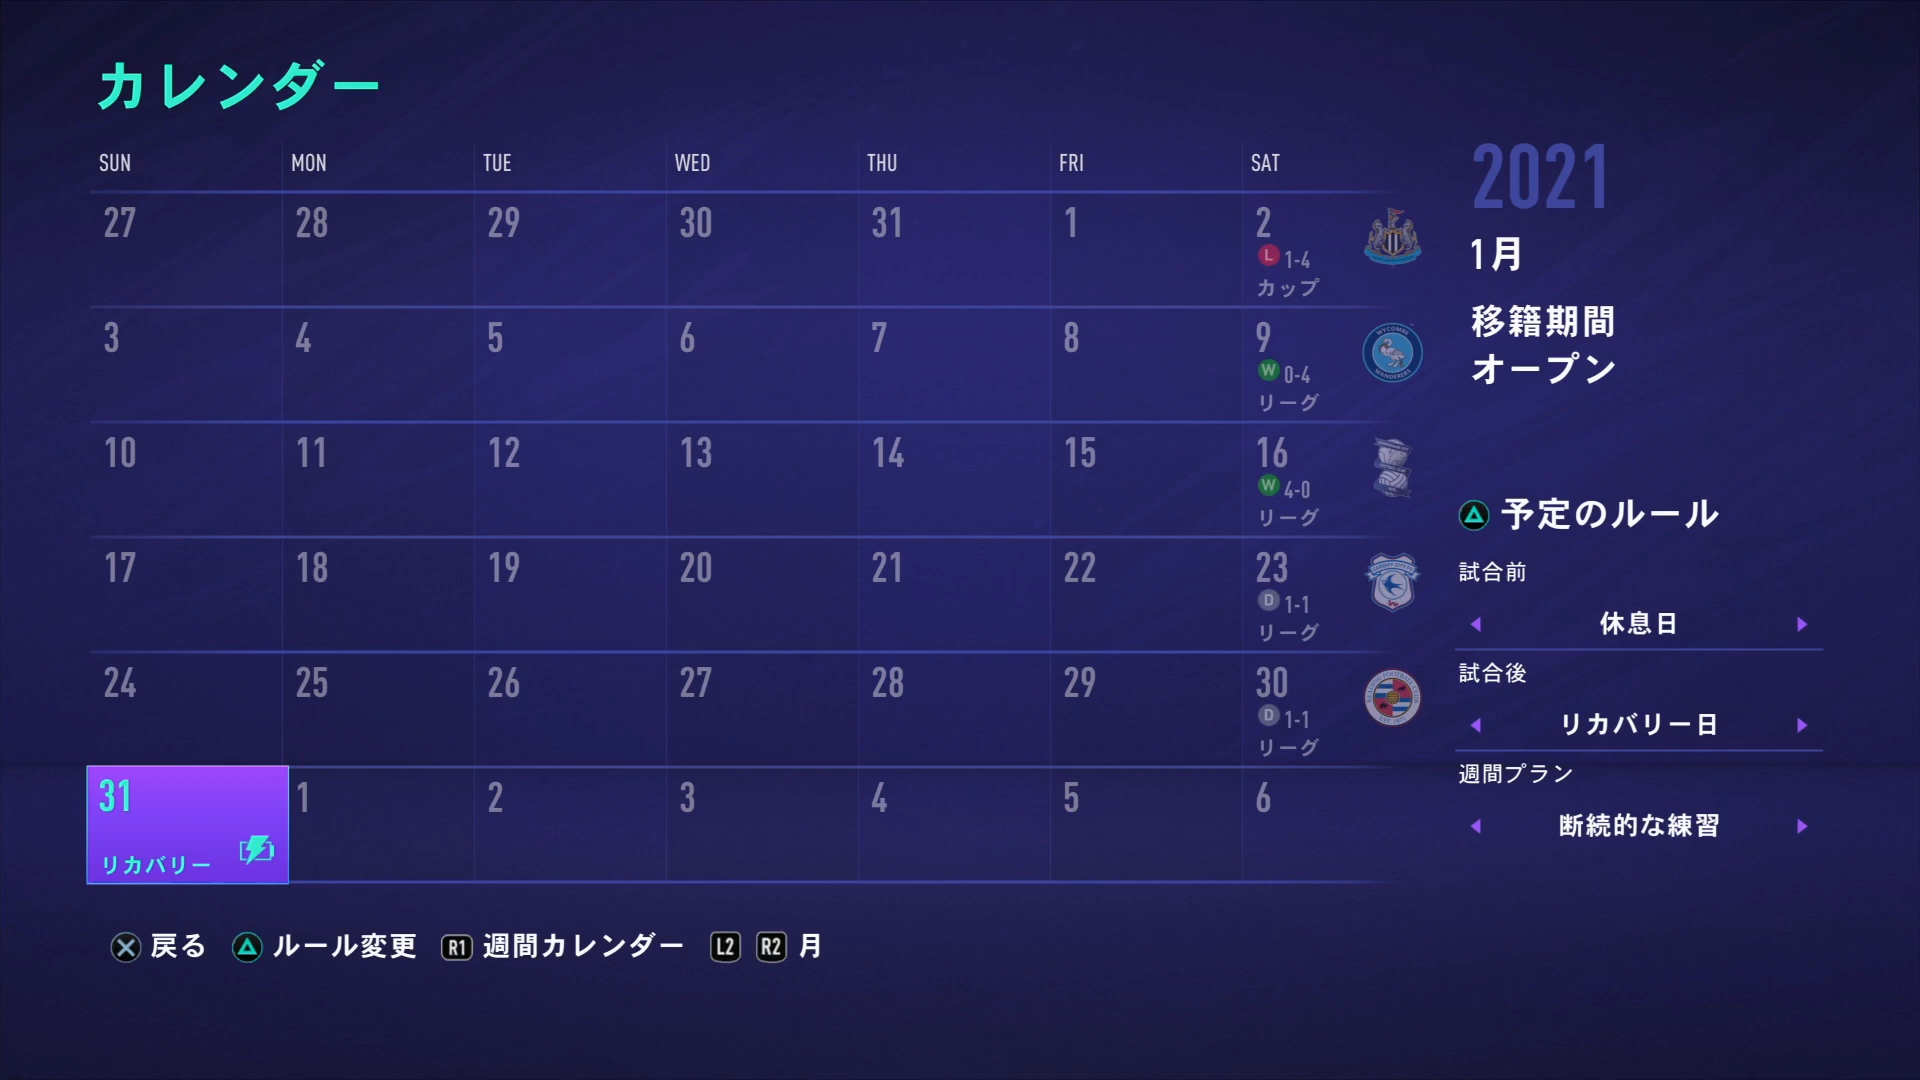 カレンダー
SUN MON TUE WED THU FRI SAT
27 28 29 30 31 1 2
L 1-4
カップ
3 4 5 6 7 8 9
W 0-4
リーグ
WYCOMBE
WANDERERS
10 11 12 13 14 15 16
W 4-0
リーグ
17 18 19 20 21 22 23
D 1-1
リーグ
24 25 26 27 28 29 30
D 1-1
リーグ
31 1 2 3 4 5 6
リカバリー
2021
1月
移籍期間
オープン
予定のルール
試合前
休息日
試合後
リカバリー日
週間プラン
断続的な練習
戻る ルール変更 R1 週間カレンダー L2 R2 月